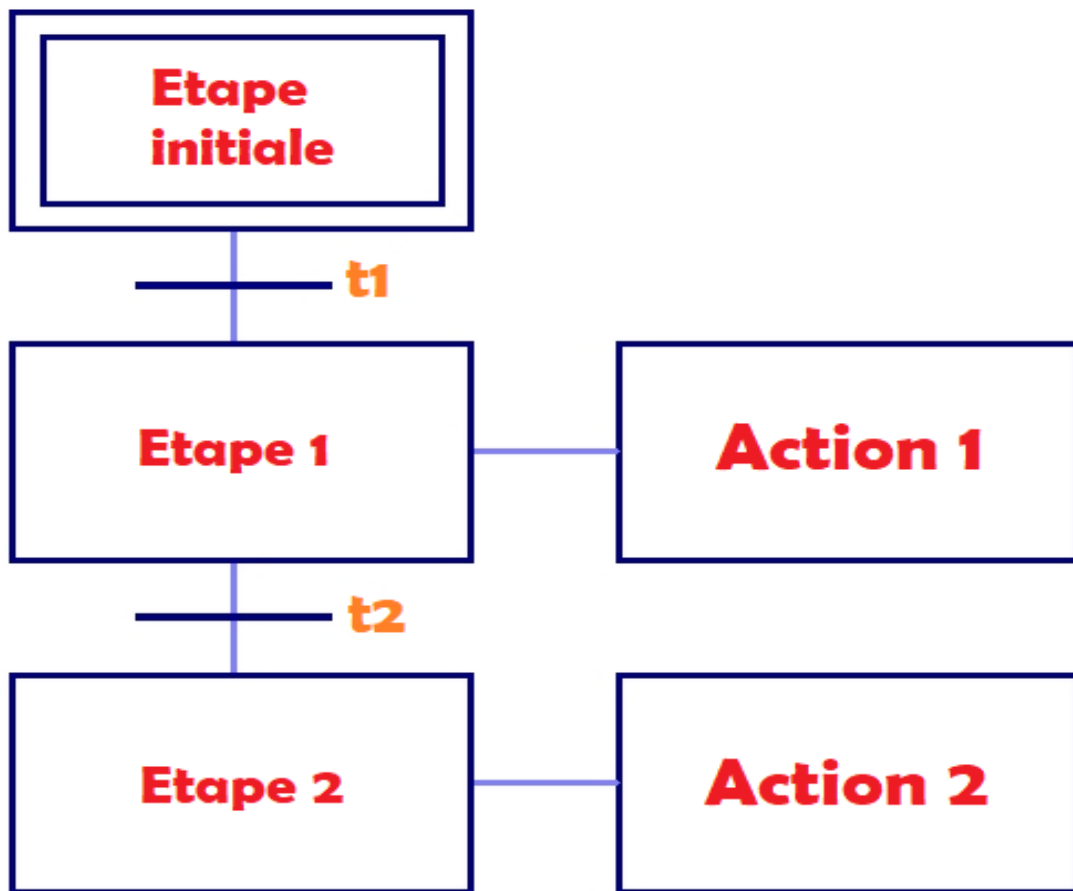 Etape
initiale
t1
Etape 1
Action 1
t2
Etape 2
Action 2